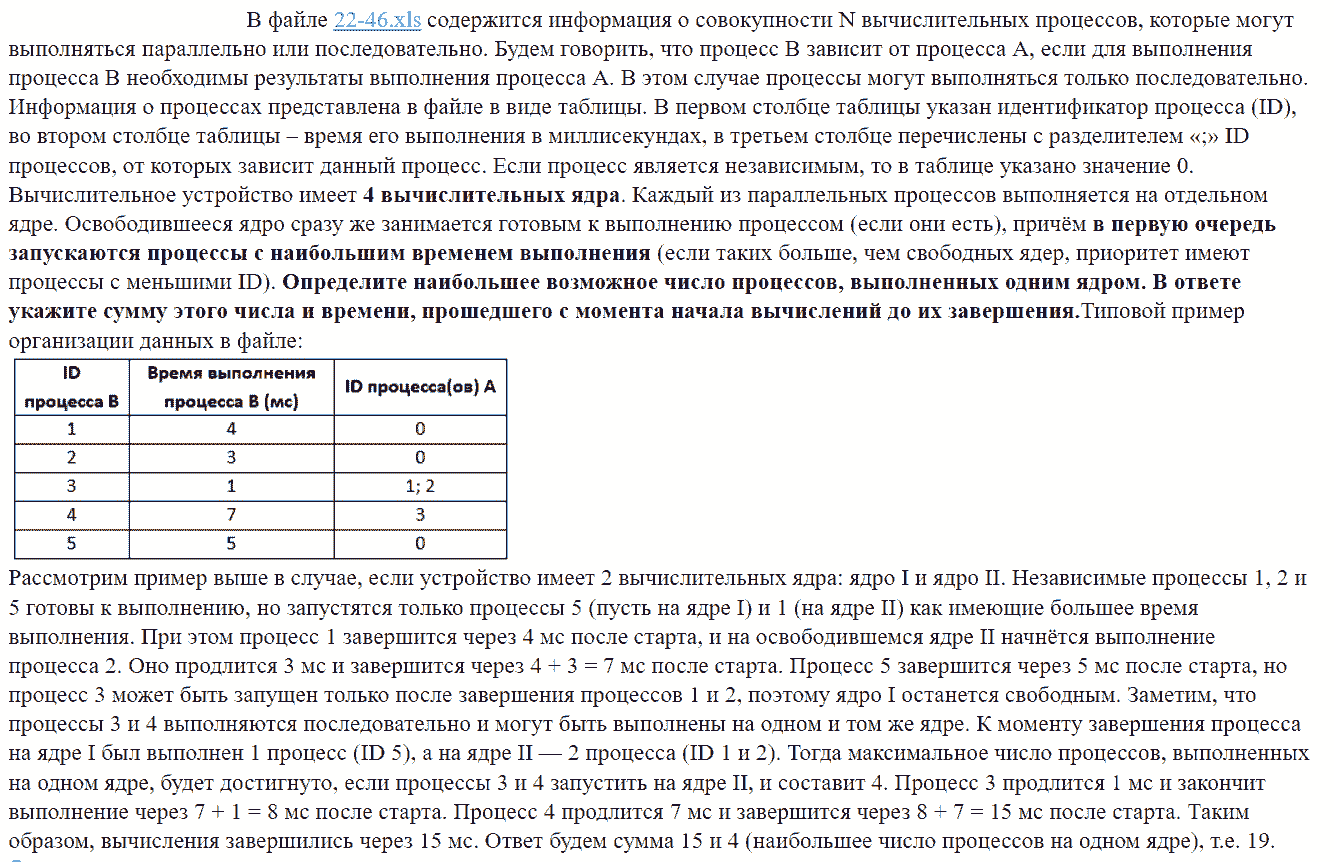 В файле 22-46.xls содержится информация о совокупности N вычислительных процессов, которые могут
выполняться параллельно или последовательно. Будем говорить, что процесс B зависит от процесса A, если для выполнения
процесса B необходимы результаты выполнения процесса A. В этом случае процессы могут выполняться только последовательно.
Информация о процессах представлена в файле в виде таблицы. В первом столбце таблицы указан идентификатор процесса (ID),
во втором столбце таблицы – время его выполнения в миллисекундах, в третьем столбце перечислены с разделителем «;» ID
процессов, от которых зависит данный процесс. Если процесс является независимым, то в таблице указано значение 0.
Вычислительное устройство имеет 4 вычислительных ядра. Каждый из параллельных процессов выполняется на отдельном
ядре. Освободившееся ядро сразу же занимается готовым к выполнению процессом (если они есть), причём в первую очередь
запускаются процессы с наибольшим временем выполнения (если таких больше, чем свободных ядер, приоритет имеют
процессы с меньшими ID). Определите наибольшее возможное число процессов, выполненных одним ядром. В ответе
укажите сумму этого числа и времени, прошедшего с момента начала вычислений до их завершения.Типовой пример
организации данных в файле:
ID процесса B | Время выполнения процесса B (мс) | ID процесса(ов) A
1 | 4 | 0
2 | 3 | 0
3 | 1 | 1; 2
4 | 7 | 3
5 | 5 | 0
Рассмотрим пример выше в случае, если устройство имеет 2 вычислительных ядра: ядро I и ядро II. Независимые процессы 1, 2 и
5 готовы к выполнению, но запустятся только процессы 5 (пусть на ядре I) и 1 (на ядре II) как имеющие большее время
выполнения. При этом процесс 1 завершится через 4 мс после старта, и на освободившемся ядре II начнётся выполнение
процесса 2. Оно продлится 3 мс и завершится через 4 + 3 = 7 мс после старта. Процесс 5 завершится через 5 мс после старта, но
процесс 3 может быть запущен только после завершения процессов 1 и 2, поэтому ядро I останется свободным. Заметим, что
процессы 3 и 4 выполняются последовательно и могут быть выполнены на одном и том же ядре. К моменту завершения процесса
на ядре I был выполнен 1 процесс (ID 5), а на ядре II — 2 процесса (ID 1 и 2). Тогда максимальное число процессов, выполненных
на одном ядре, будет достигнуто, если процессы 3 и 4 запустить на ядре II, и составит 4. Процесс 3 продлится 1 мс и закончит
выполнение через 7 + 1 = 8 мс после старта. Процесс 4 продлится 7 мс и завершится через 8 + 7 = 15 мс после старта. Таким
образом, вычисления завершились через 15 мс. Ответ будем сумма 15 и 4 (наибольшее число процессов на одном ядре), т.е. 19.